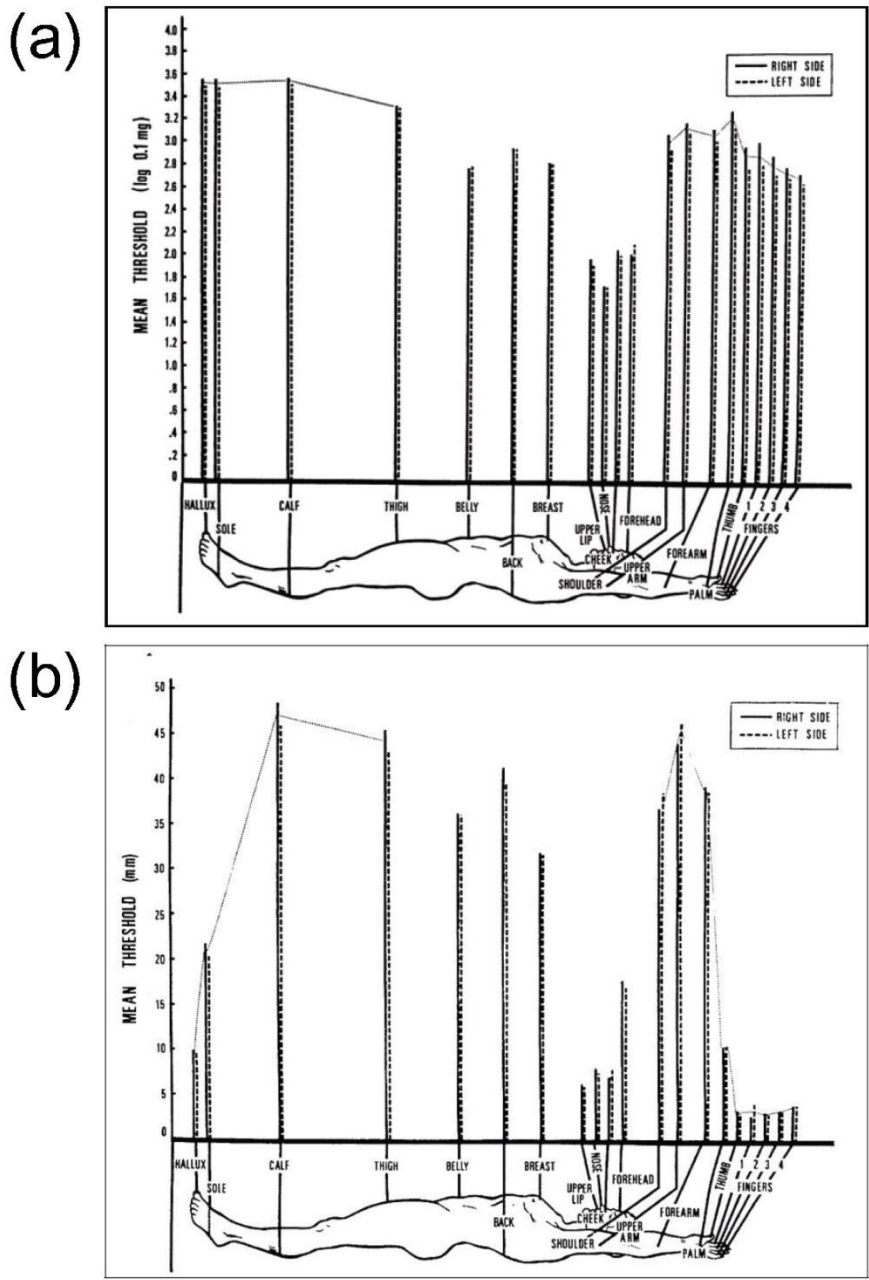 (a)
MEAN THRESHOLD (log 0.1 mg)
4.0
3.8
3.6
3.4
3.2
3.0
2.8
2.6
2.4
2.2
2.0
1.8
1.6
1.4
1.2
1.0
.8
.6
.4
.2
0
RIGHT SIDE
LEFT SIDE
HALLUX
SOLE
CALF
THIGH
BELLY
BACK
BREAST
UPPER
LIP
NOSE
CHEEK
FOREHEAD
SHOULDER
UPPER
ARM
FOREARM
PALM
THUMB
1
2
3
4
FINGERS
(b)
MEAN THRESHOLD (mm)
50
45
40
35
30
25
20
15
10
5
0
RIGHT SIDE
LEFT SIDE
HALLUX
SOLE
CALF
THIGH
BELLY
BACK
BREAST
UPPER
LIP
NOSE
CHEEK
FOREHEAD
SHOULDER
UPPER
ARM
FOREARM
PALM
THUMB
1
2
3
4
FINGERS